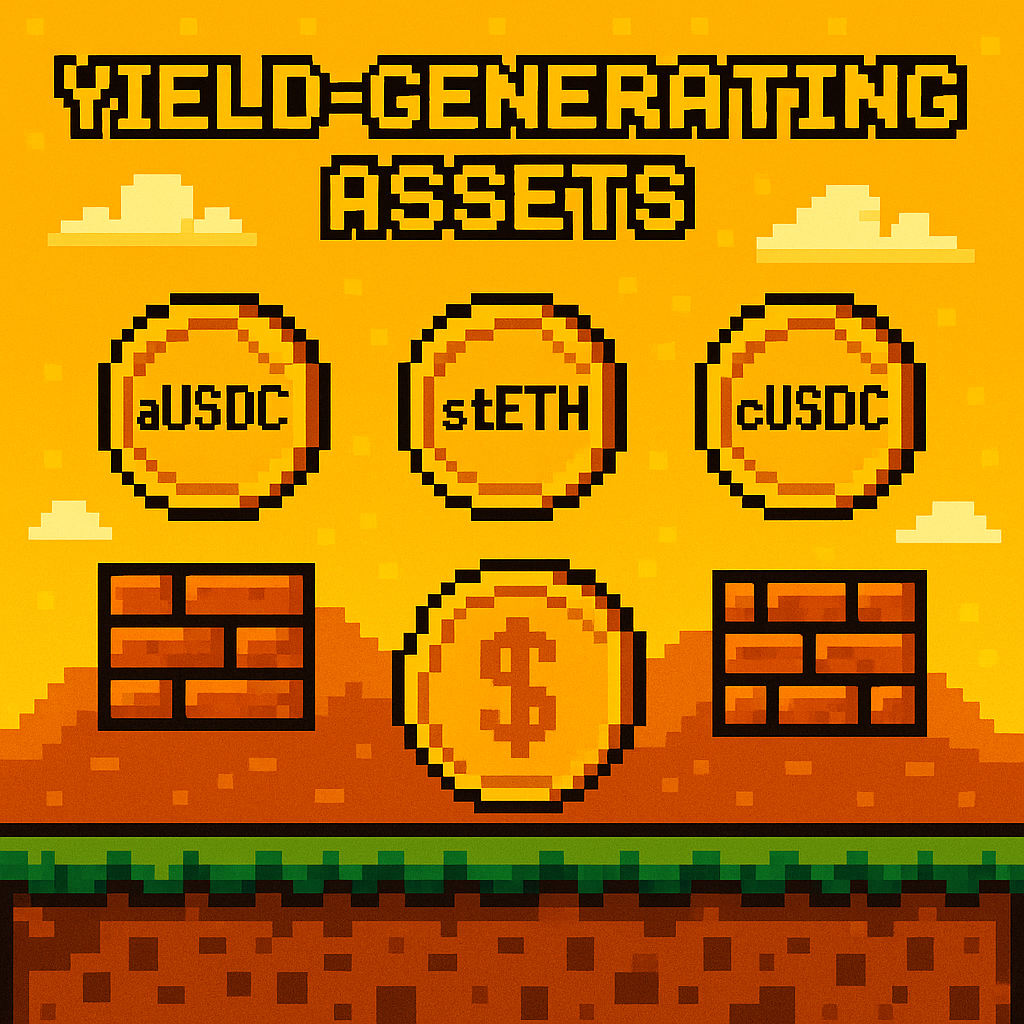 YIELD-GENERATING
ASSETS
aUSDC
stETH
cUSDC
$